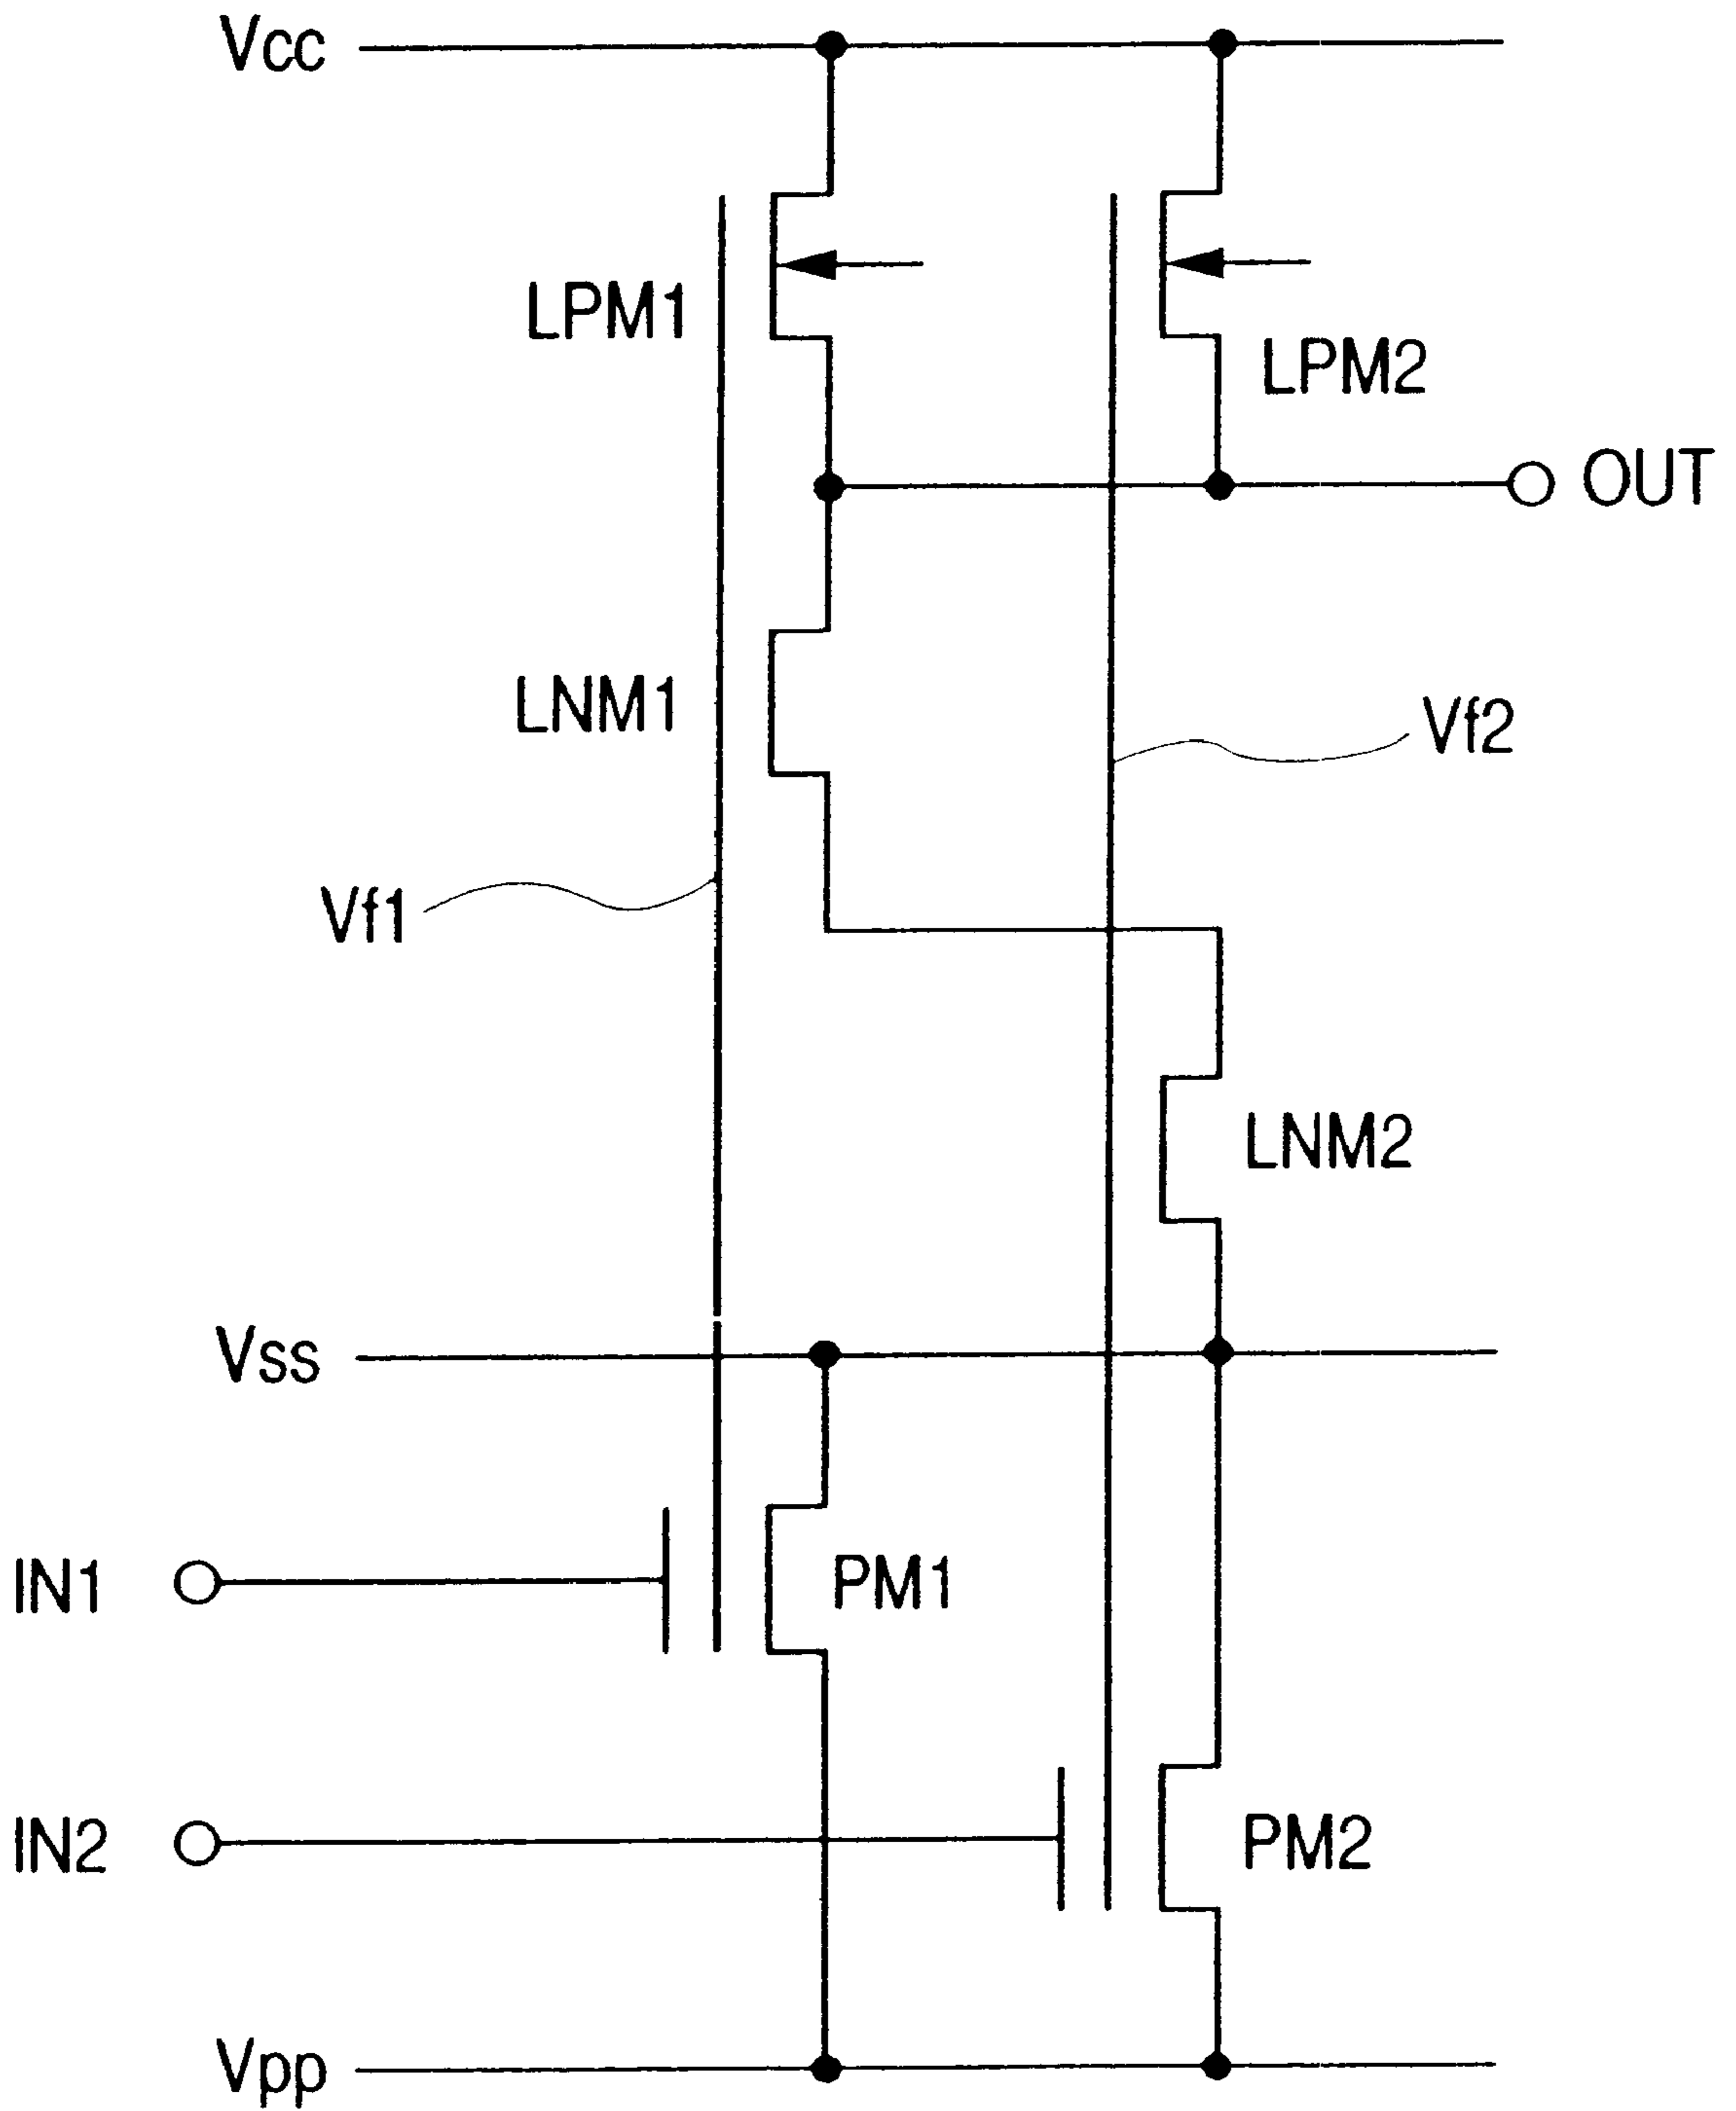 Vcc
LPM1
LPM2
OUT
LNM1
Vf2
Vf1
LNM2
Vss
IN1
PM1
IN2
PM2
Vpp